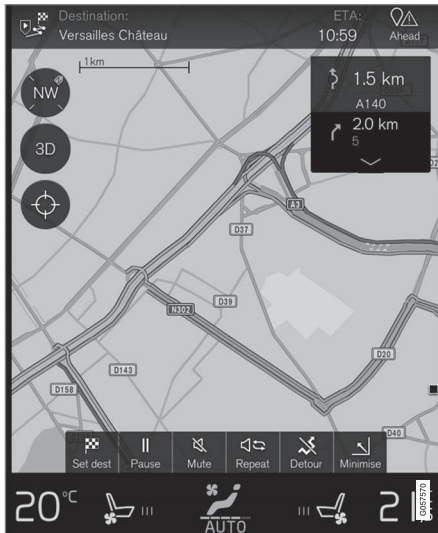 Destination:
Versailles Château
ETA:
10:59
Ahead
1km
NW
3D
1.5 km
A140
2.0 km
5
A3
D37
D39
N302
D143
D20
D158
D40
Set dest
Pause
Mute
Repeat
Detour
Minimise
20°C
AUTO
G057570